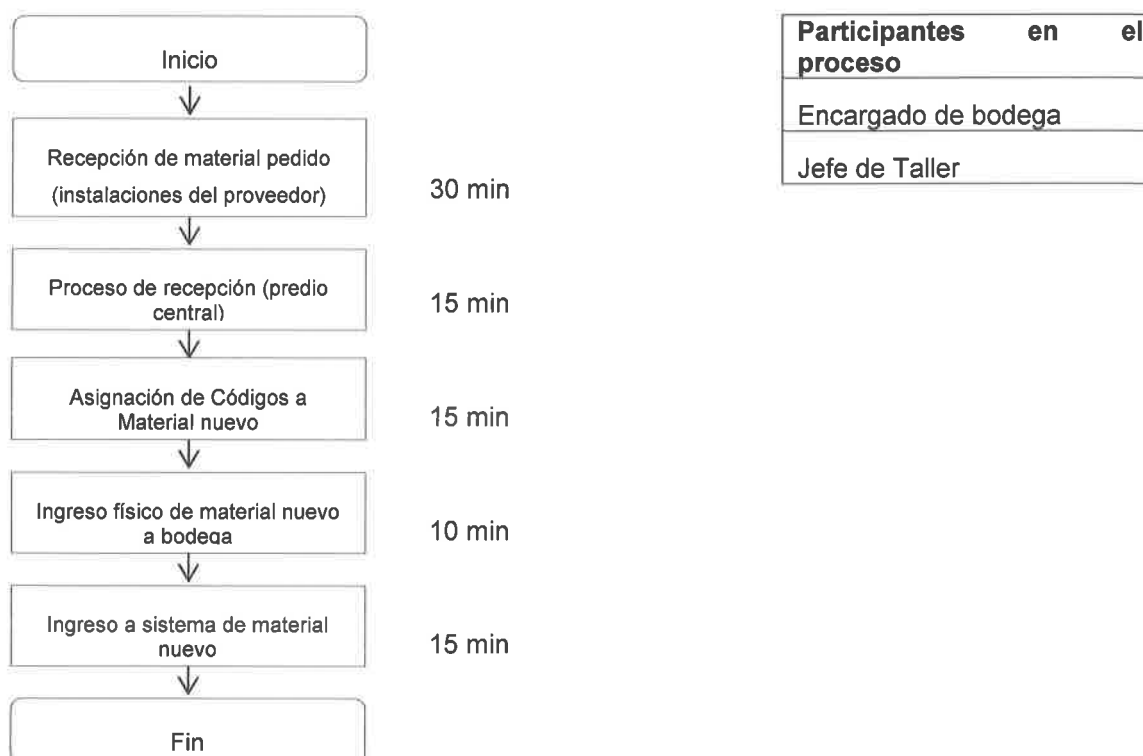 Inicio
Recepción de material pedido
(instalaciones del proveedor)
30 min
Proceso de recepción (predio
central)
15 min
Asignación de Códigos a
Material nuevo
15 min
Ingreso físico de material nuevo
a bodega
10 min
Ingreso a sistema de material
nuevo
15 min
Fin
Participantes en el
proceso
Encargado de bodega
Jefe de Taller